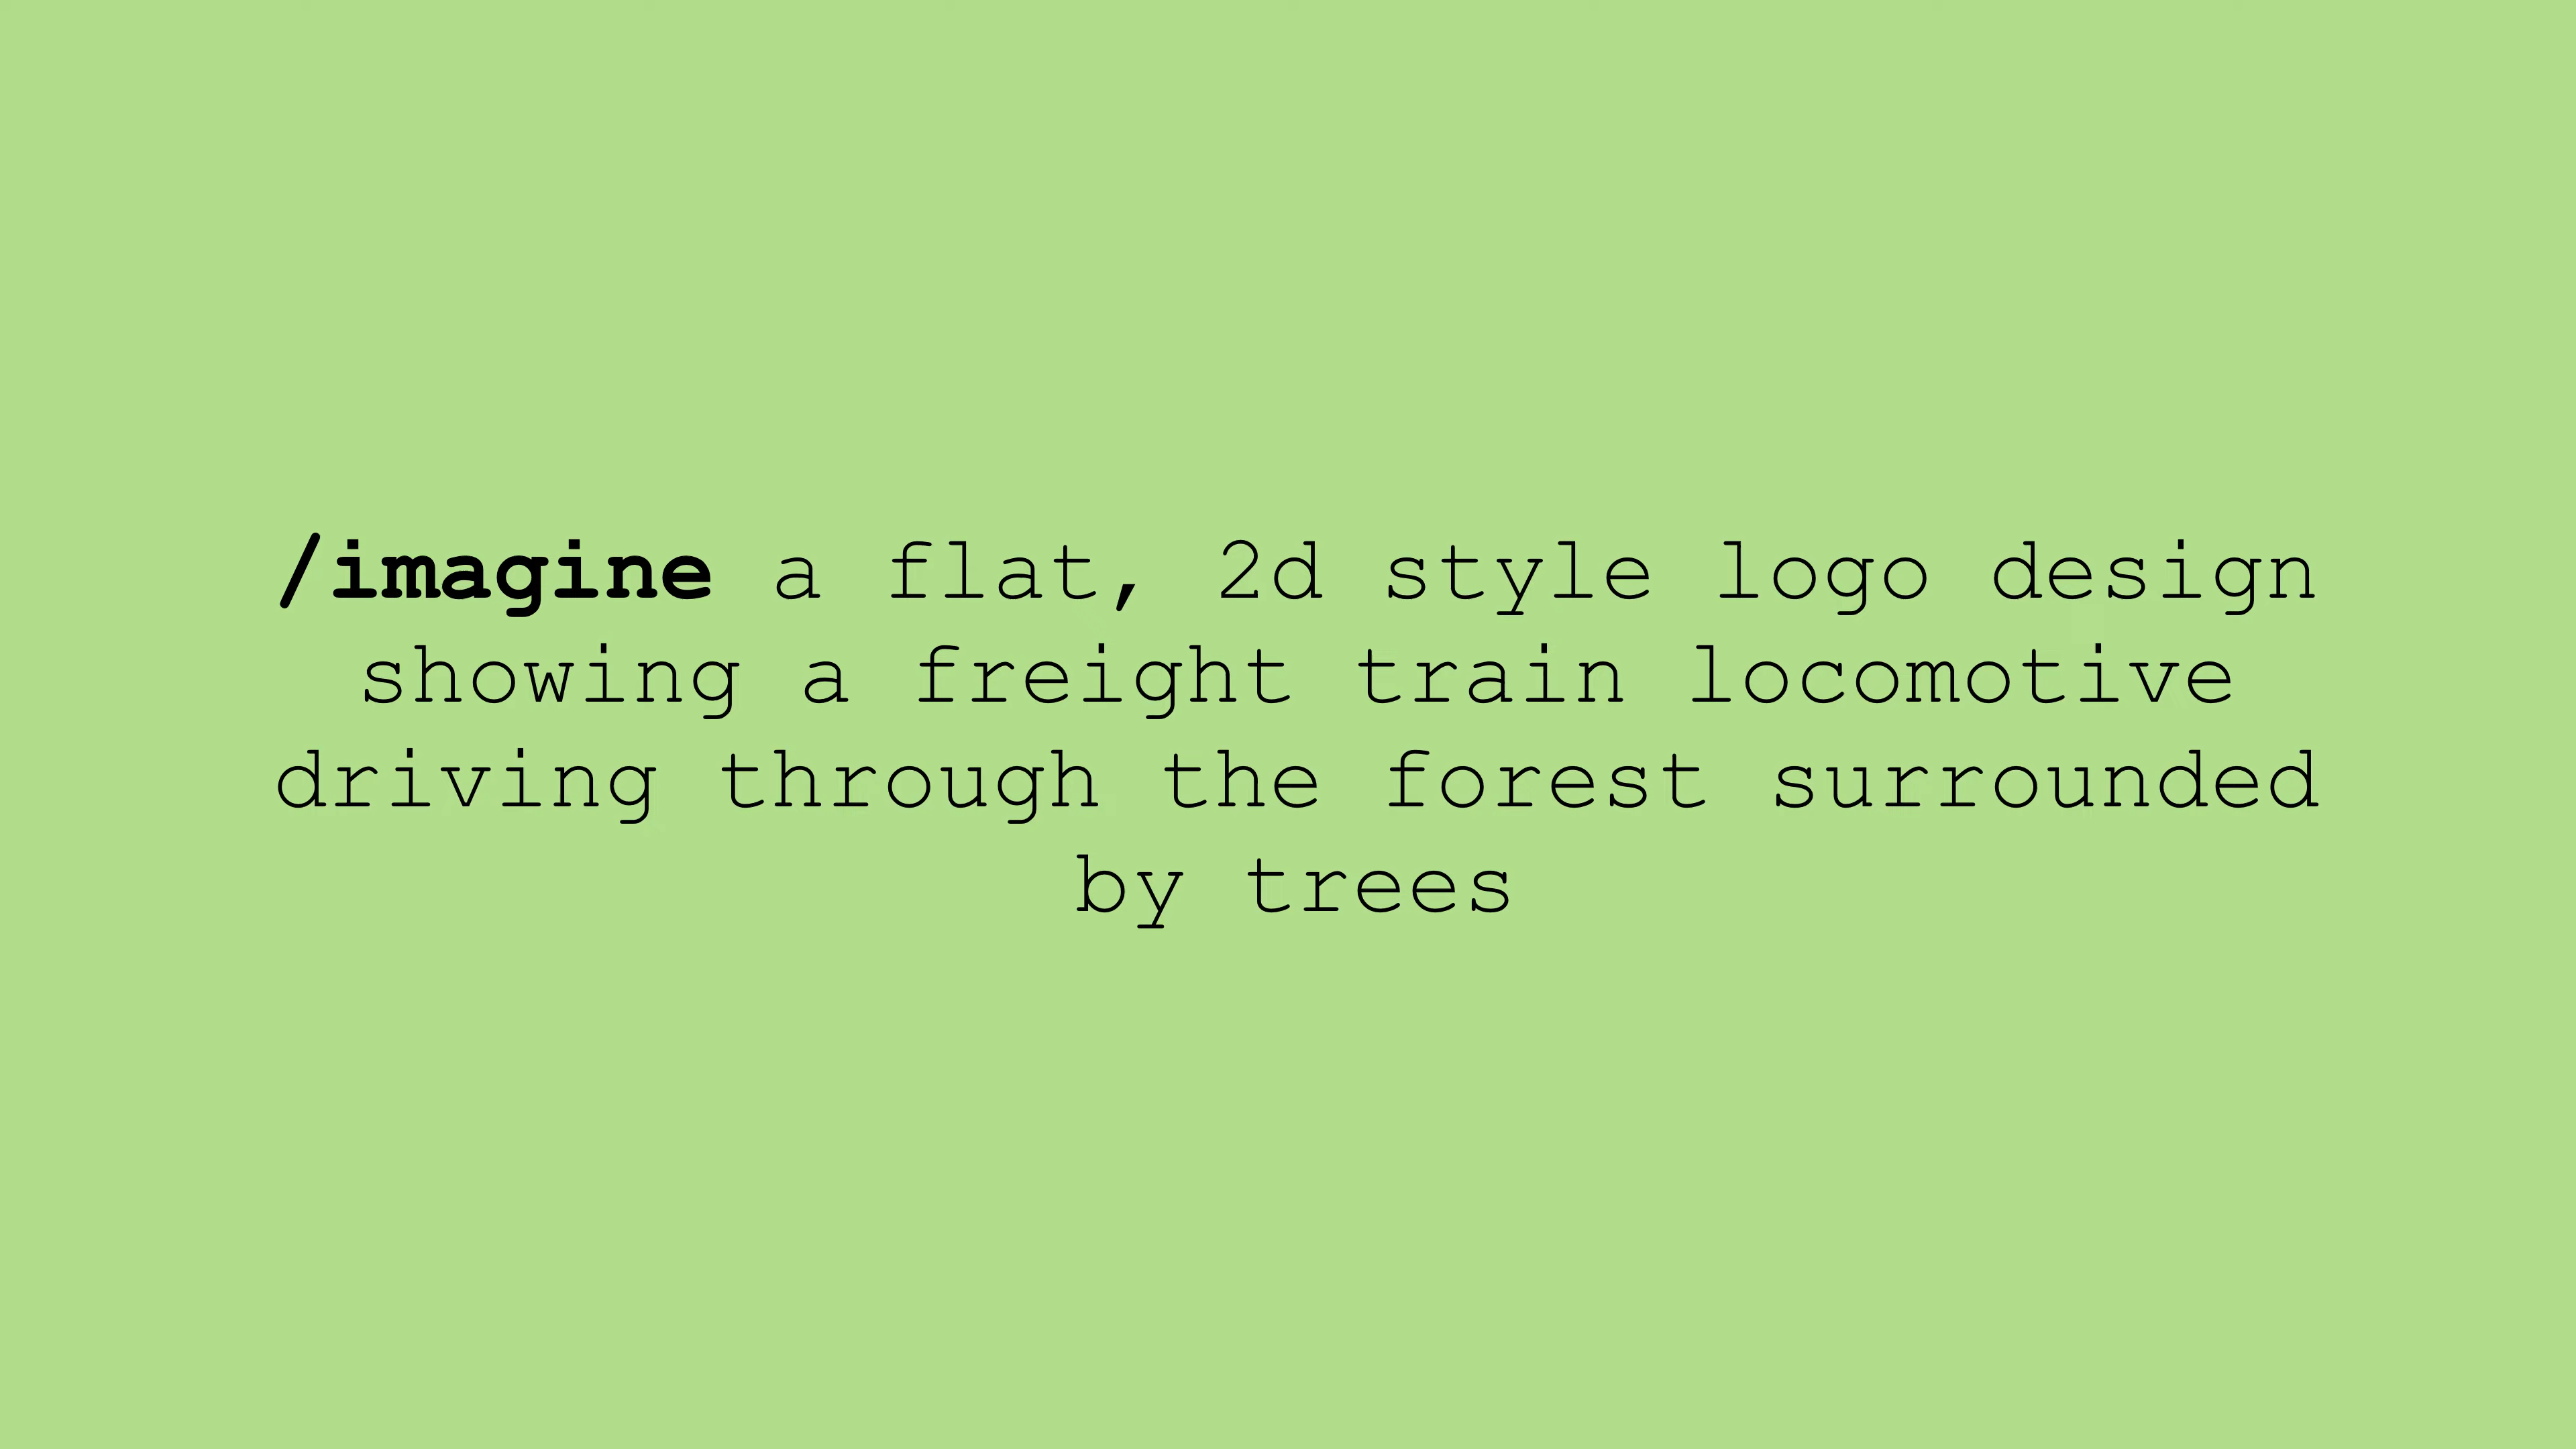 /imagine a flat, 2d style logo design
showing a freight train locomotive
driving through the forest surrounded
by trees